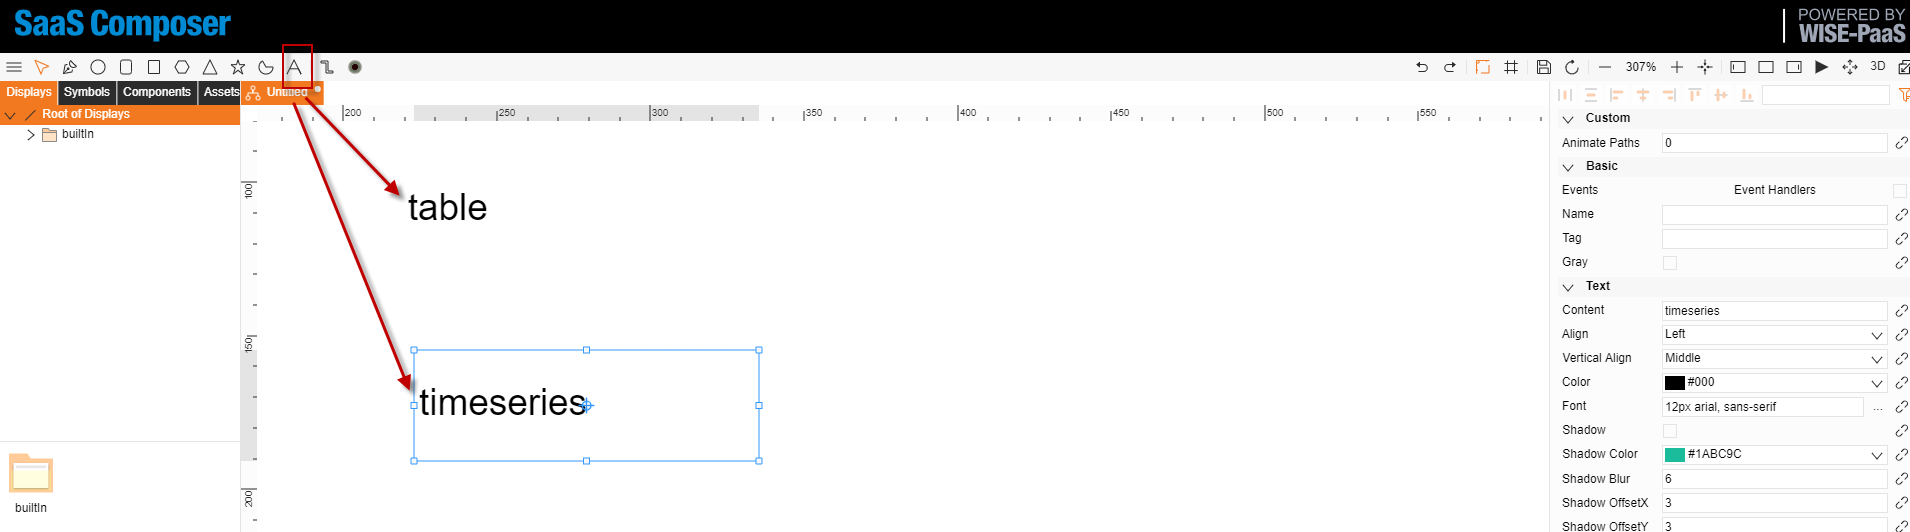 SaaS Composer
POWERED BY
WISE-PaaS
307%
3D
Displays
Symbols
Components
Assets
Untitled
Root of Displays
builtIn
200
250
300
350
400
450
500
550
100
150
200
table
timeseries
builtIn
Custom
Animate Paths 0
Basic
Events Event Handlers
Name
Tag
Gray
Text
Content timeseries
Align Left
Vertical Align Middle
Color #000
Font 12px arial, sans-serif ...
Shadow
Shadow Color #1ABC9C
Shadow Blur 6
Shadow OffsetX 3
Shadow OffsetY 3